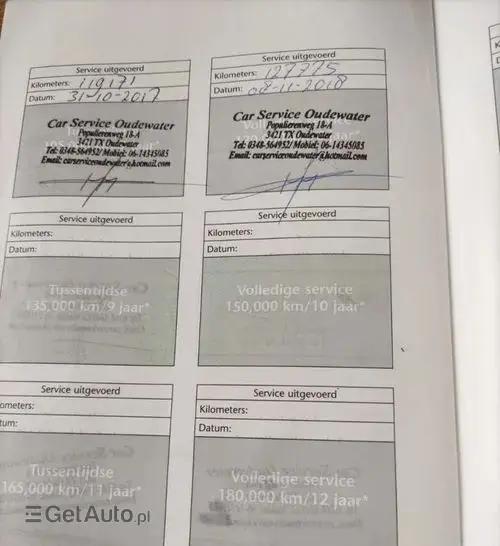 Service uitgevoerd
Kilometers: 119171
Datum: 31-10-2017
Car Service Oudewater
Populierenweg 18-A
3421 TX Oudewater
Tel: 0348-564952/ Mobiel: 06-14345085
Email: carserviceoudewater@hotmail.com
Service uitgevoerd
Kilometers: 127775
Datum: 08-11-2018
Car Service Oudewater
Populierenweg 18-A
3421 TX Oudewater
Tel: 0348-564952/ Mobiel: 06-14345085
Email: carserviceoudewater@hotmail.com
Service uitgevoerd
Kilometers:
Datum:
Tussentijdse
135,000 km/9 jaar*
Service uitgevoerd
Kilometers:
Datum:
Volledige service
150,000 km/10 jaar*
Service uitgevoerd
ometers:
tum:
Tussentijdse
165,000 km/11 jaar*
Service uitgevoerd
Kilometers:
Datum:
Volledige service
180,000 km/12 jaar*
GetAuto.pl